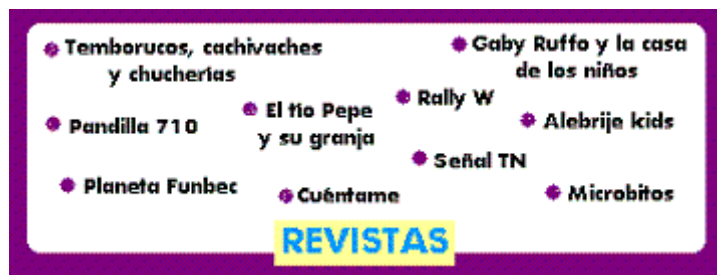 Temborucos, cachivaches
y chucherías
Gaby Ruffo y la casa
de los niños
Pandilla 710
El tío Pepe
y su granja
Rally W
Alebrije kids
Señal TN
Planeta Funbec
Cuéntame
Microbitos
REVISTAS